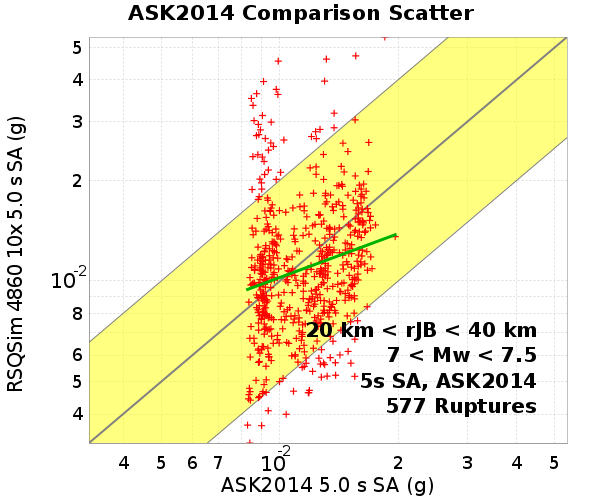 ASK2014 Comparison Scatter
RSQSim 4860 10x 5.0 s SA (g)
5
4
3
2
10-2
8
6
5
4
20 km < rJB < 40 km
7 < Mw < 7.5
5s SA, ASK2014
577 Ruptures
4 5 6 7 10-2 2 3 4 5
ASK2014 5.0 s SA (g)